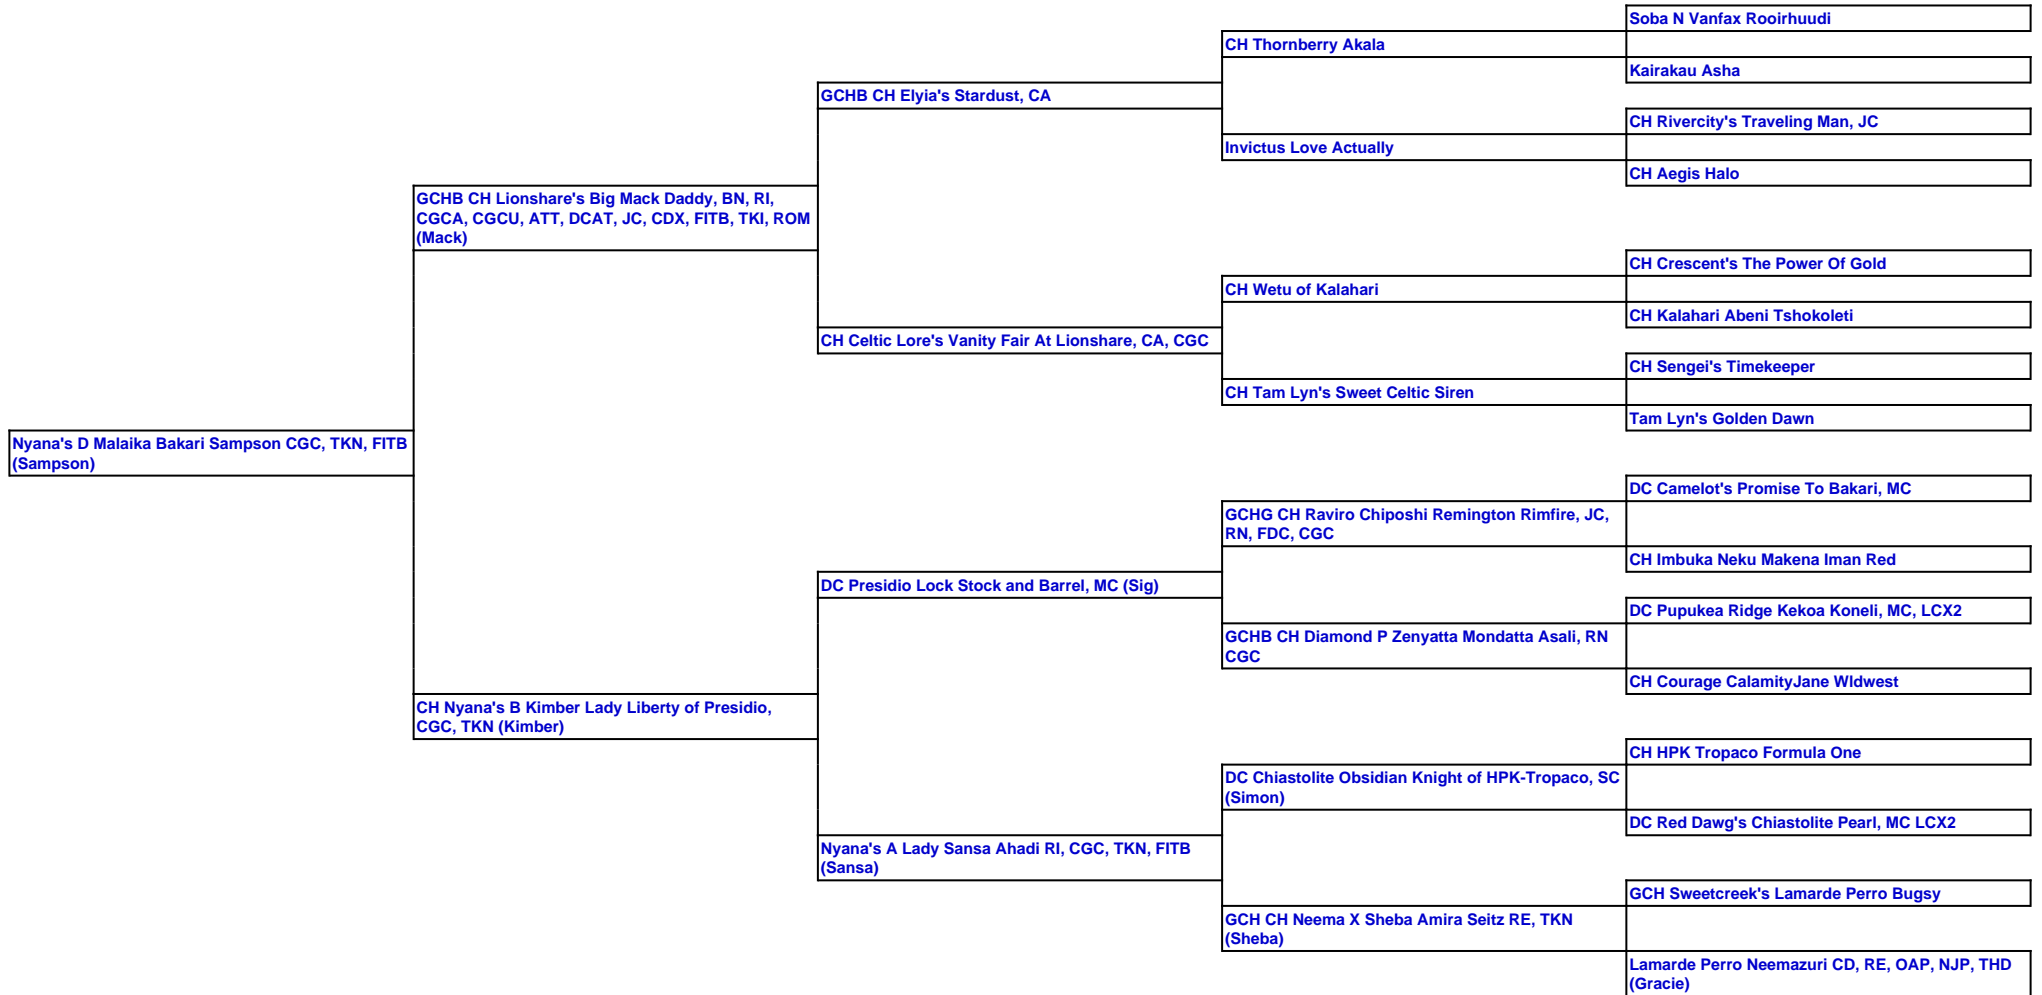 Soba N Vanfax Rooirhuudi
CH Thornberry Akala
Kairakau Asha
GCHB CH Elyia's Stardust, CA
CH Rivercity's Traveling Man, JC
Invictus Love Actually
CH Aegis Halo
GCHB CH Lionshare's Big Mack Daddy, BN, RI,
CGCA, CGCU, ATT, DCAT, JC, CDX, FITB, TKI, ROM
(Mack)
CH Crescent's The Power Of Gold
CH Wetu of Kalahari
CH Kalahari Abeni Tshokoleti
CH Celtic Lore's Vanity Fair At Lionshare, CA, CGC
CH Sengei's Timekeeper
CH Tam Lyn's Sweet Celtic Siren
Tam Lyn's Golden Dawn
Nyana's D Malaika Bakari Sampson CGC, TKN, FITB
(Sampson)
DC Camelot's Promise To Bakari, MC
GCHG CH Raviro Chiposhi Remington Rimfire, JC,
RN, FDC, CGC
CH Imbuka Neku Makena Iman Red
DC Presidio Lock Stock and Barrel, MC (Sig)
DC Pupukea Ridge Kekoa Koneli, MC, LCX2
GCHB CH Diamond P Zenyatta Mondatta Asali, RN
CGC
CH Courage CalamityJane Wldwest
CH Nyana's B Kimber Lady Liberty of Presidio,
CGC, TKN (Kimber)
CH HPK Tropaco Formula One
DC Chiastolite Obsidian Knight of HPK-Tropaco, SC
(Simon)
DC Red Dawg's Chiastolite Pearl, MC LCX2
Nyana's A Lady Sansa Ahadi RI, CGC, TKN, FITB
(Sansa)
GCH Sweetcreek's Lamarde Perro Bugsy
GCH CH Neema X Sheba Amira Seitz RE, TKN
(Sheba)
Lamarde Perro Neemazuri CD, RE, OAP, NJP, THD
(Gracie)